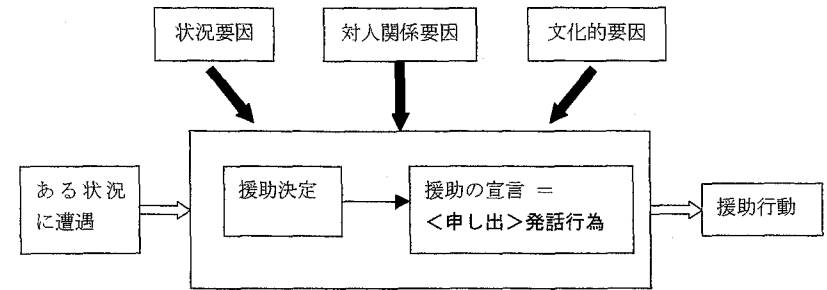 状況要因
対人関係要因
文化的要因
ある状況
に遭遇
援助決定
援助の宣言 =
<申し出>発話行為
援助行動